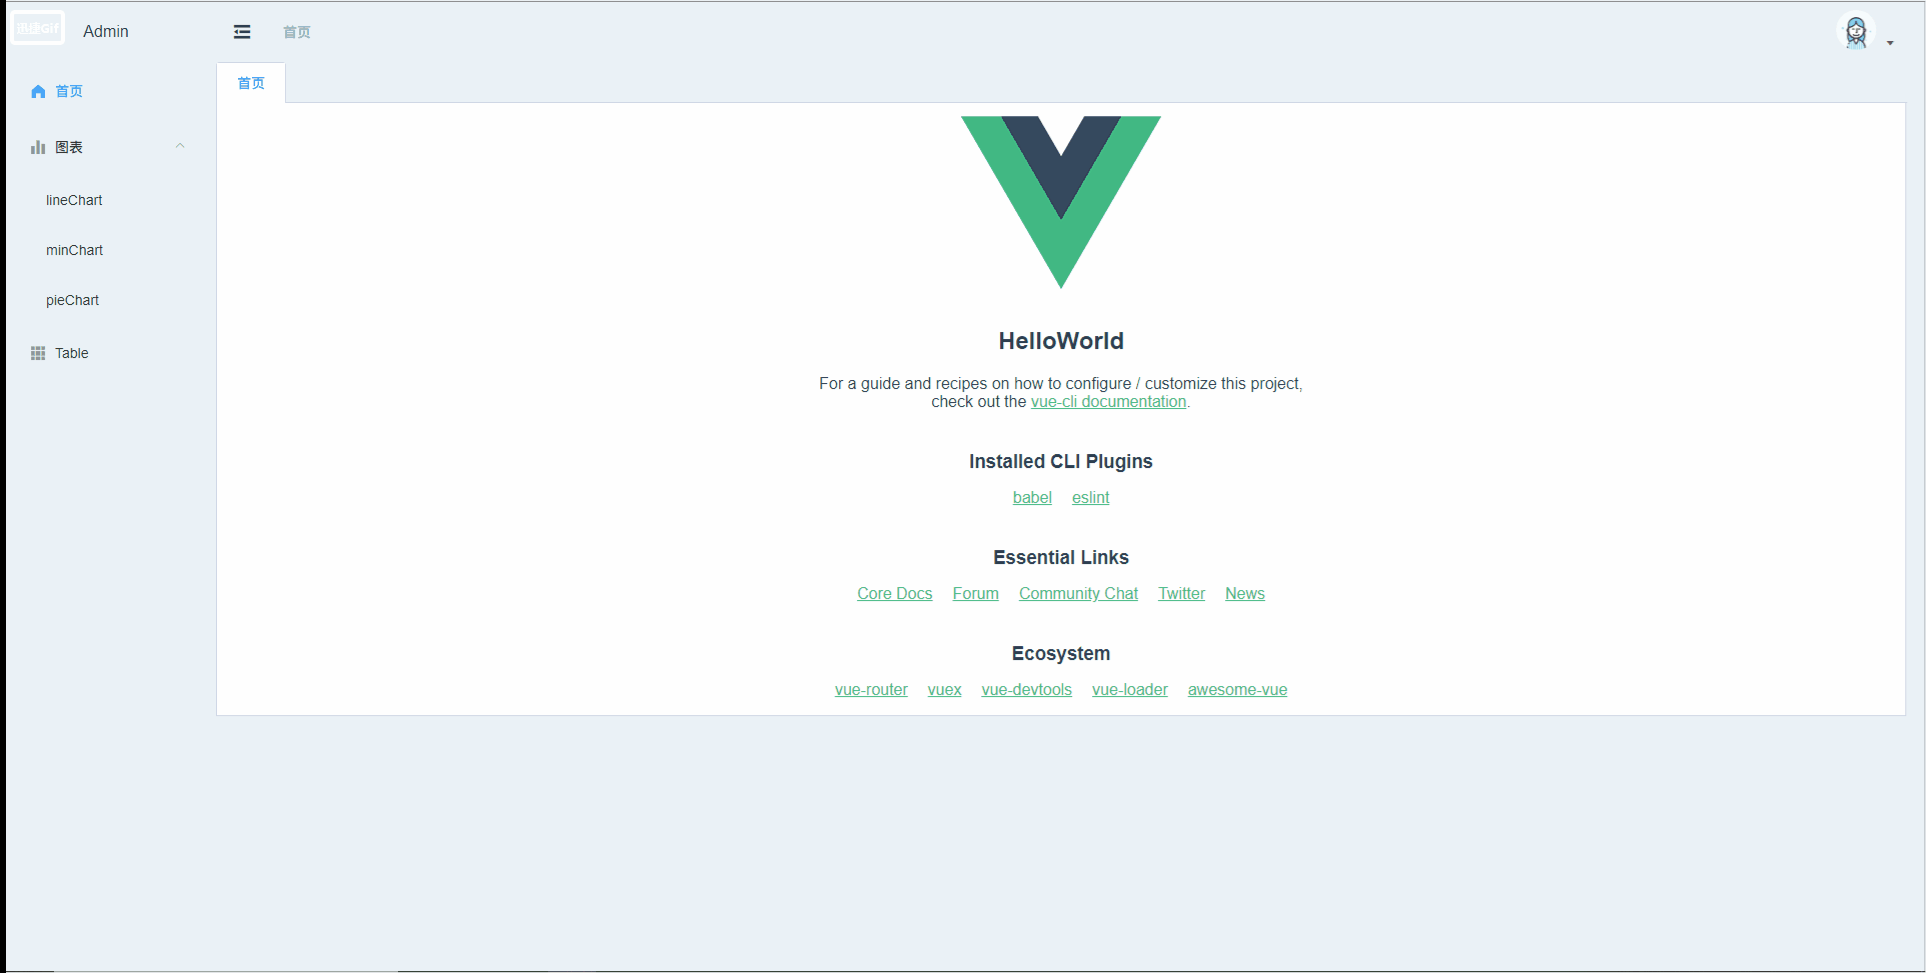 Admin
首页
首页
首页
图表
lineChart
minChart
pieChart
Table
HelloWorld
For a guide and recipes on how to configure / customize this project,
check out the vue-cli documentation.
Installed CLI Plugins
babel eslint
Essential Links
Core Docs Forum Community Chat Twitter News
Ecosystem
vue-router vuex vue-devtools vue-loader awesome-vue